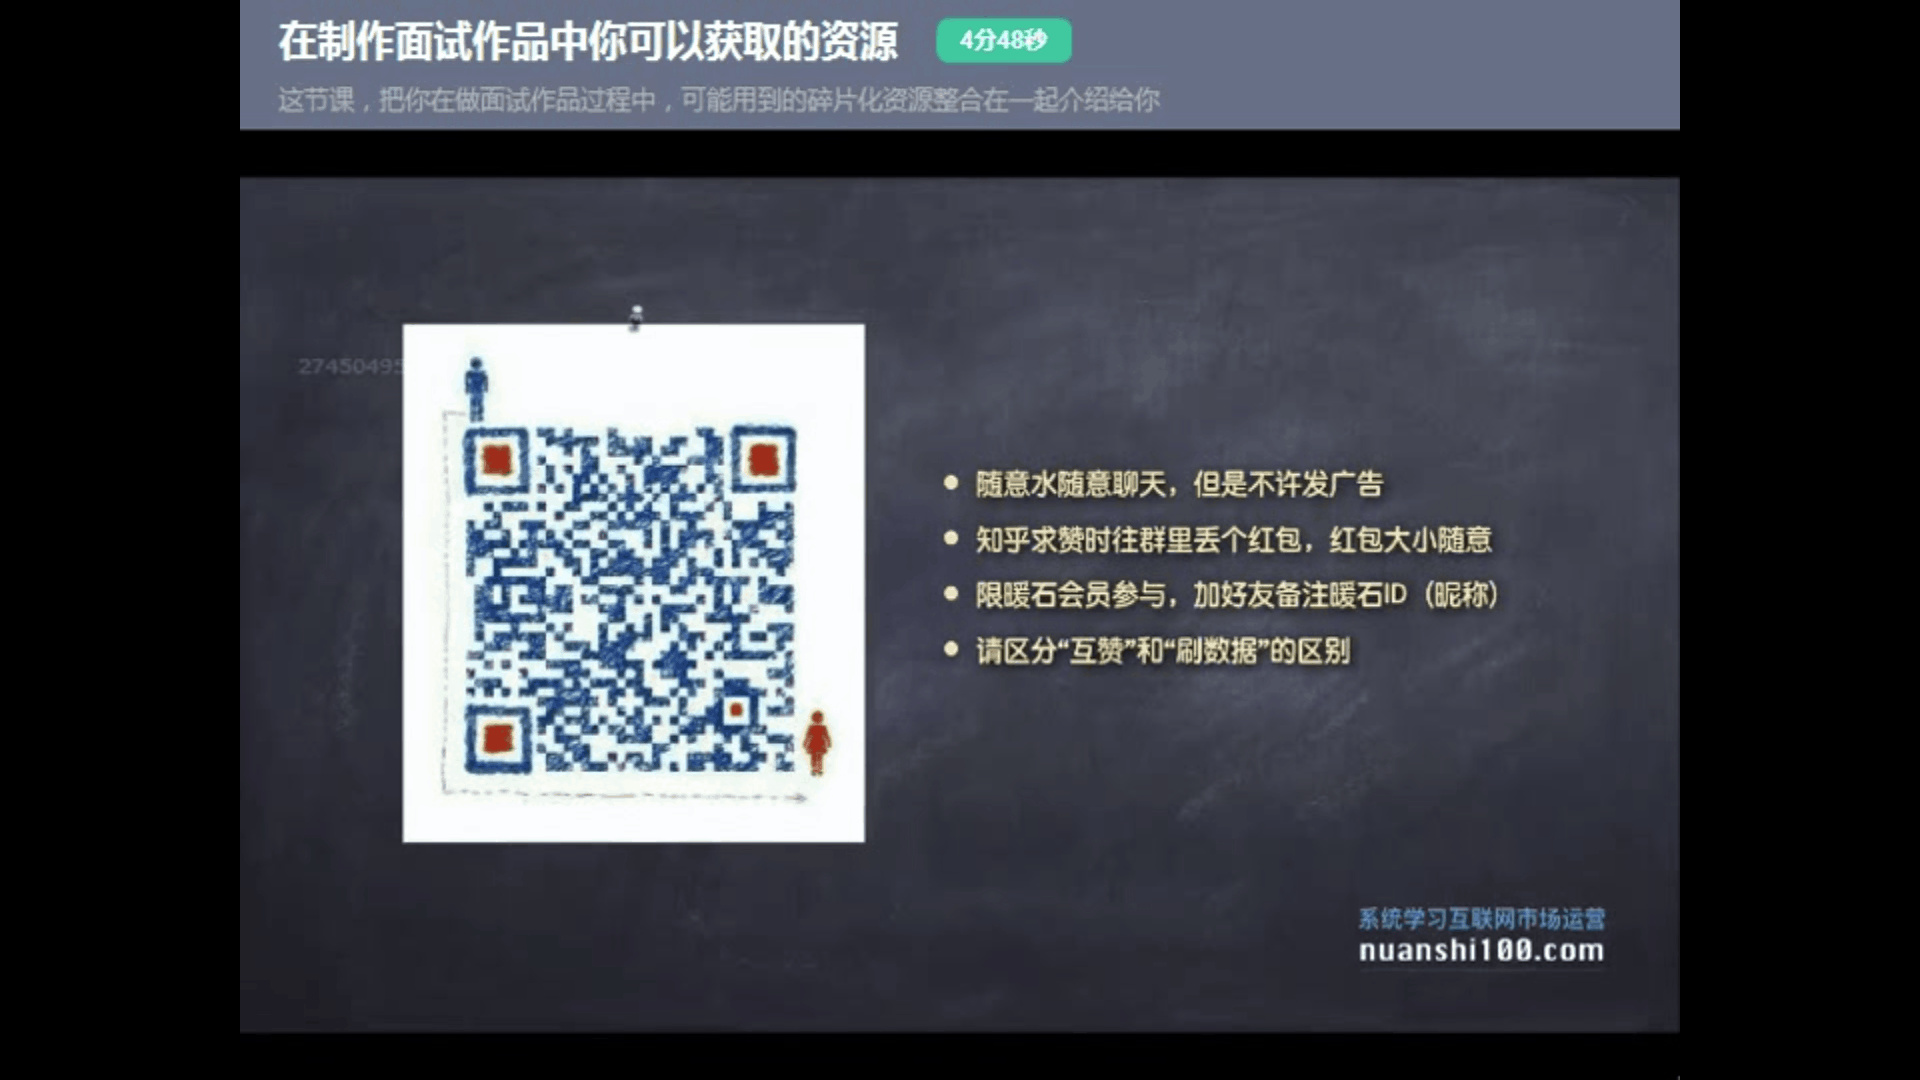 在制作面试作品中你可以获取的资源
4分48秒
这节课，把你在做面试作品过程中，可能用到的碎片化资源整合在一起介绍给你
27450495
随意水随意聊天，但是不许发广告
知乎求赞时往群里丢个红包，红包大小随意
限暖石会员参与，加好友备注暖石ID（昵称）
请区分“互赞”和“刷数据”的区别
系统学习互联网市场运营
nuanshi100.com